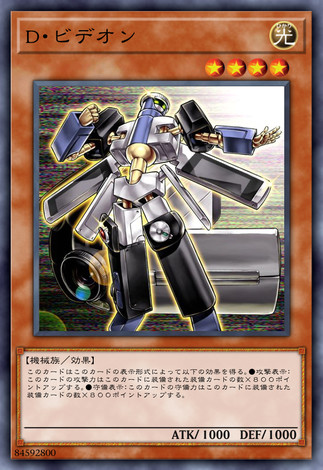 D・ビデオン
光
【機械族／効果】
このカードはこのカードの表示形式によって以下の効果を得る。●攻撃表示：
このカードの攻撃力はこのカードに装備された装備カードの数×８００ポイ
ントアップする。●守備表示：このカードの守備力はこのカードに装備された
装備カードの数×８００ポイントアップする。
ATK/ 1000 DEF/ 1000
84592800